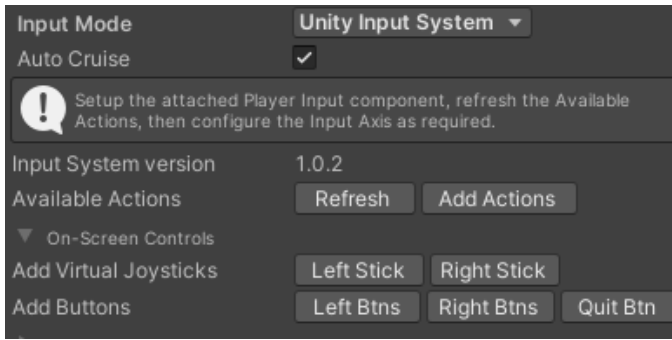 Input Mode Unity Input System
Auto Cruise
Setup the attached Player Input component, refresh the Available
Actions, then configure the Input Axis as required.
Input System version 1.0.2
Available Actions Refresh Add Actions
On-Screen Controls
Add Virtual Joysticks Left Stick Right Stick
Add Buttons Left Btns Right Btns Quit Btn